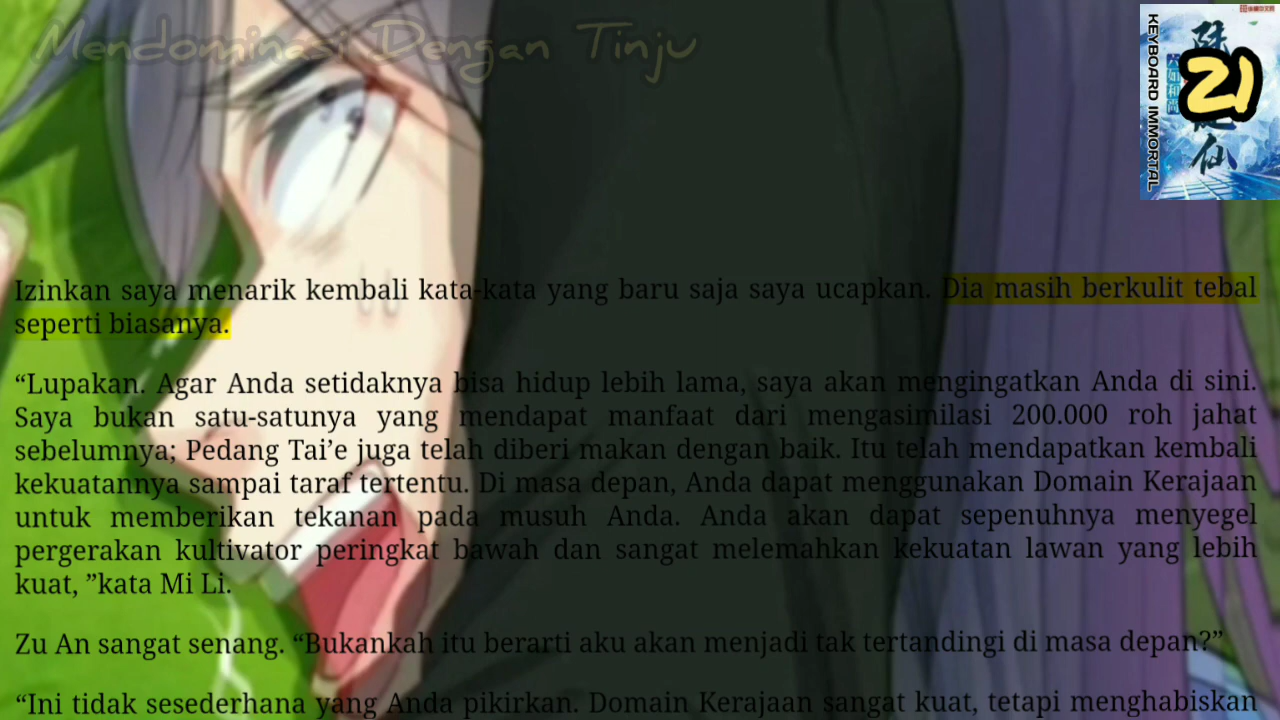 Mendominasi Dengan Tinju
KEYBOARD IMMORTAL
21
仙
Izinkan saya menarik kembali kata-kata yang baru saja saya ucapkan. Dia masih berkulit tebal
seperti biasanya.
“Lupakan. Agar Anda setidaknya bisa hidup lebih lama, saya akan mengingatkan Anda di sini.
Saya bukan satu-satunya yang mendapat manfaat dari mengasimilasi 200.000 roh jahat
sebelumnya; Pedang Tai’e juga telah diberi makan dengan baik. Itu telah mendapatkan kembali
kekuatannya sampai taraf tertentu. Di masa depan, Anda dapat menggunakan Domain Kerajaan
untuk memberikan tekanan pada musuh Anda. Anda akan dapat sepenuhnya menyegel
pergerakan kultivator peringkat bawah dan sangat melemahkan kekuatan lawan yang lebih
kuat, ”kata Mi Li.
Zu An sangat senang. “Bukankah itu berarti aku akan menjadi tak tertandingi di masa depan?”
“Ini tidak sesederhana yang Anda pikirkan. Domain Kerajaan sangat kuat, tetapi menghabiskan